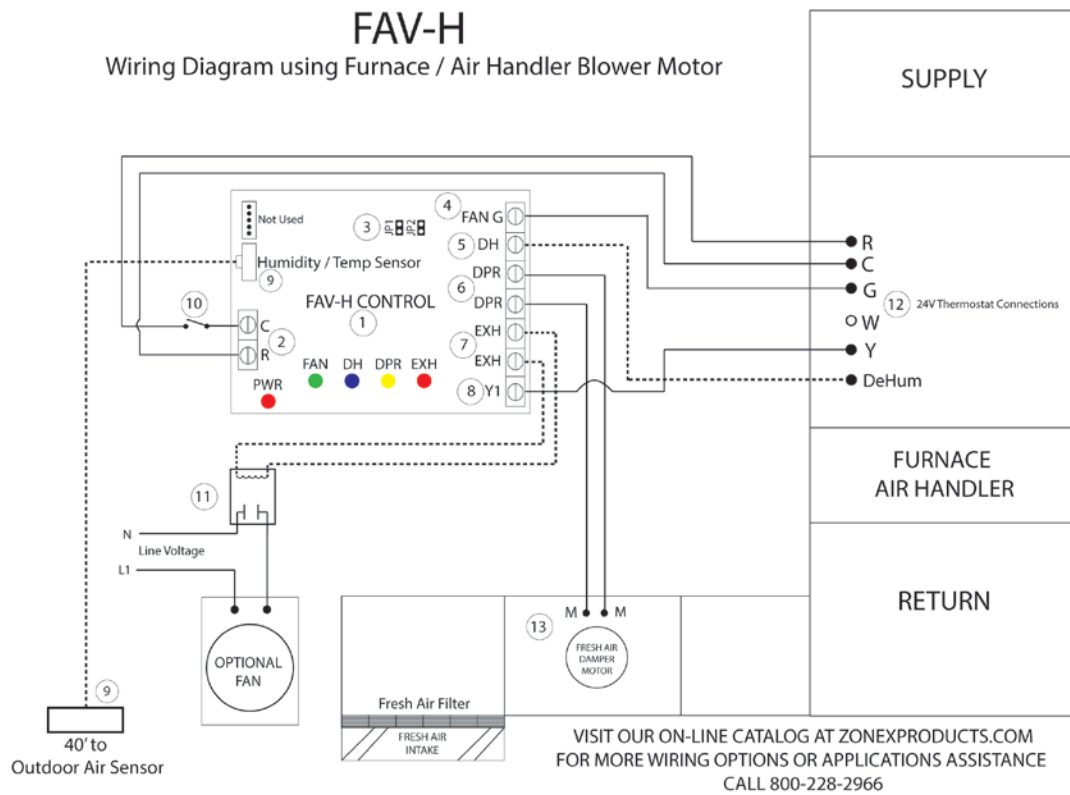 FAV-H
Wiring Diagram using Furnace / Air Handler Blower Motor
SUPPLY
Not Used
3
JP1
JP2
4
FAN G
5
DH
Humidity / Temp Sensor
9
6
DPR
DPR
FAV-H CONTROL
1
10
2
C
R
7
EXH
EXH
FAN
DH
DPR
EXH
PWR
8
Y1
R
C
G
12
24V Thermostat Connections
W
Y
DeHum
FURNACE
AIR HANDLER
11
N
Line Voltage
L1
OPTIONAL
FAN
RETURN
13
M
M
FRESH AIR
DAMPER
MOTOR
Fresh Air Filter
FRESH AIR
INTAKE
9
40' to
Outdoor Air Sensor
VISIT OUR ON-LINE CATALOG AT ZONEXPRODUCTS.COM
FOR MORE WIRING OPTIONS OR APPLICATIONS ASSISTANCE
CALL 800-228-2966